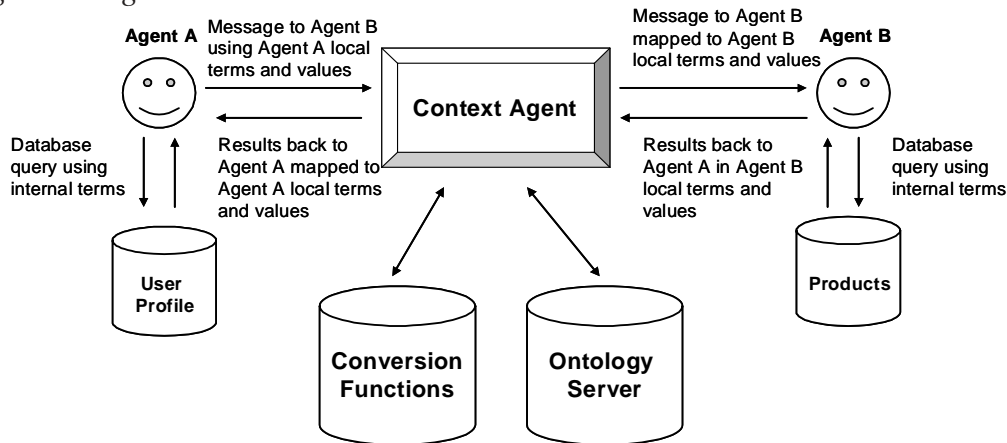 Agent A
Message to Agent B
using Agent A local
terms and values
Context Agent
Message to Agent B
mapped to Agent B
local terms and values
Agent B
Database
query using
internal terms
Results back to
Agent A mapped to
Agent A local terms
and values
Results back to
Agent A in Agent B
local terms and
values
Database
query using
internal terms
User
Profile
Products
Conversion
Functions
Ontology
Server